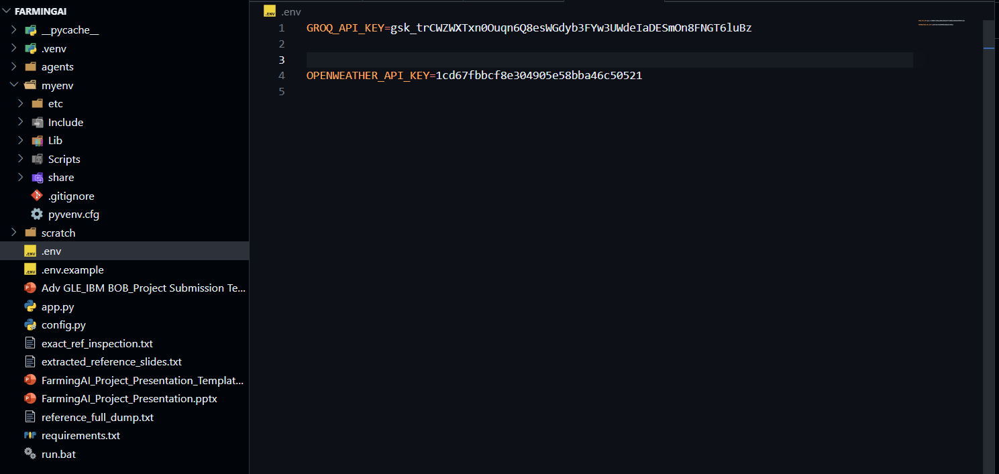 FARMINGAI
__pycache__
.venv
agents
myenv
etc
Include
Lib
Scripts
share
.gitignore
pyvenv.cfg
scratch
.env
.env.example
Adv GLE_IBM BOB_Project Submission Te...
app.py
config.py
exact_ref_inspection.txt
extracted_reference_slides.txt
FarmingAI_Project_Presentation_Templat...
FarmingAI_Project_Presentation.pptx
reference_full_dump.txt
requirements.txt
run.bat
.env
1 GROQ_API_KEY=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
2
3
4 OPENWEATHER_API_KEY=1cd67fbbcf8e304905e58bba46c50521
5